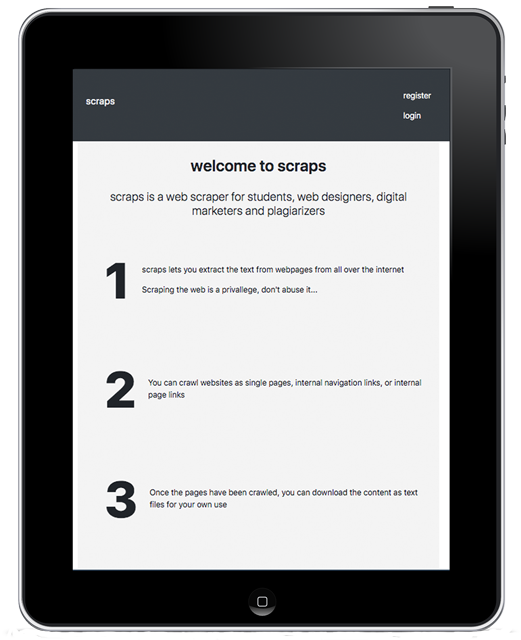 scraps
register
login
welcome to scraps
scraps is a web scraper for students, web designers, digital
marketers and plagiarizers
1
scraps lets you extract the text from webpages from all over the internet
Scraping the web is a privallege, don't abuse it...
2
You can crawl websites as single pages, internal navigation links, or internal
page links
3
Once the pages have been crawled, you can download the content as text
files for your own use